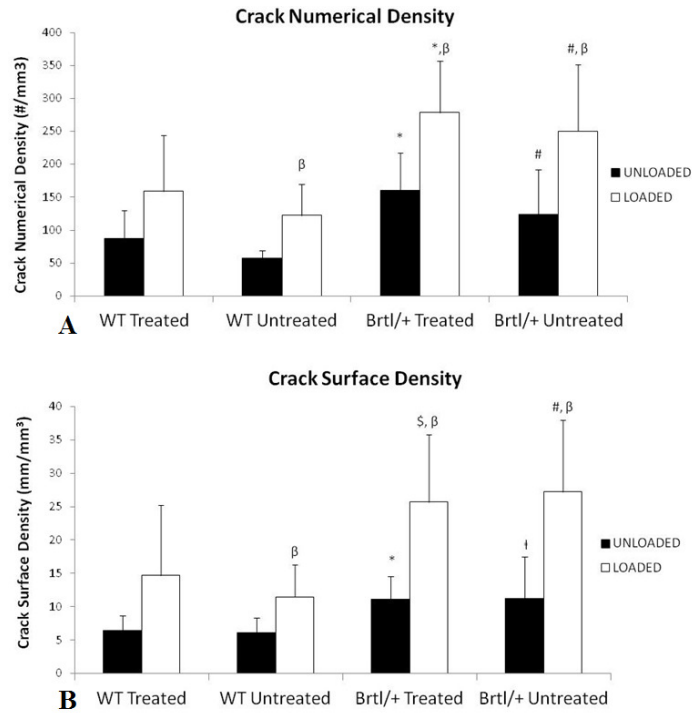 Crack Numerical Density
Crack Numerical Density (#/mm3)
400
350
300
250
200
150
100
50
0
β
*
*,β
#
#, β
UNLOADED
LOADED
WT Treated
WT Untreated
Brtl/+ Treated
Brtl/+ Untreated
A
Crack Surface Density
Crack Surface Density (mm/mm³)
40
35
30
25
20
15
10
5
0
β
*
$, β
ƚ
#, β
UNLOADED
LOADED
WT Treated
WT Untreated
Brtl/+ Treated
Brtl/+ Untreated
B